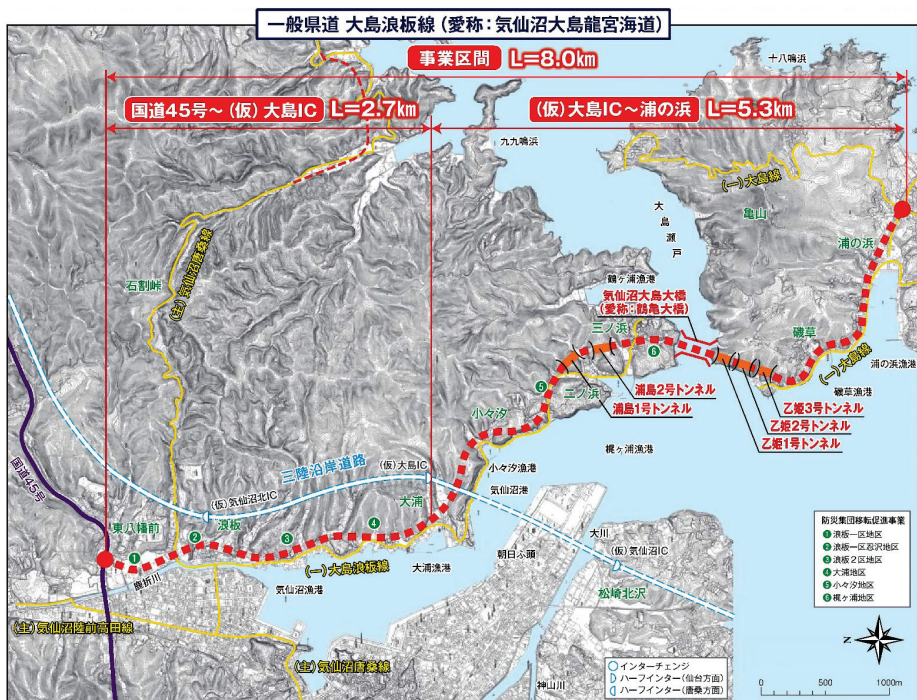 一般県道 大島浪板線(愛称:気仙沼大島龍宮海道)
事業区間 L=8.0km
国道45号~(仮)大島IC L=2.7km
(仮)大島IC~浦の浜 L=5.3km
十八鳴浜
九九鳴浜
(一)大島線
大島瀬戸
亀山
浦の浜
(主)気仙沼唐桑線
石割峠
鶴ヶ浦漁港
気仙沼大島大橋
(愛称:鶴亀大橋)
三ノ浜
6
磯草
(一)大島線
浦の浜漁港
磯草漁港
5
二ノ浜
浦島2号トンネル
浦島1号トンネル
乙姫3号トンネル
乙姫2号トンネル
乙姫1号トンネル
小々汐
梶ヶ浦漁港
国道45号
三陸沿岸道路
(仮)大島IC
小々汐漁港
気仙沼港
(仮)気仙沼北IC
大浦
東八幡前
浪板
1
2
3
4
鹿折川
(一)大島浪板線
大浦漁港
朝日ふ頭
大川
(仮)気仙沼IC
気仙沼漁港
松崎北沢
(主)気仙沼陸前高田線
(主)気仙沼唐桑線
神山川
防災集団移転促進事業
1 浪板一区地区
2 浪板一区忍沢地区
3 浪板2区地区
4 大浦地区
5 小々汐地区
6 梶ヶ浦地区
N
インターチェンジ
ハーフインター(仙台方面)
ハーフインター(唐桑方面)
0 500 1000m